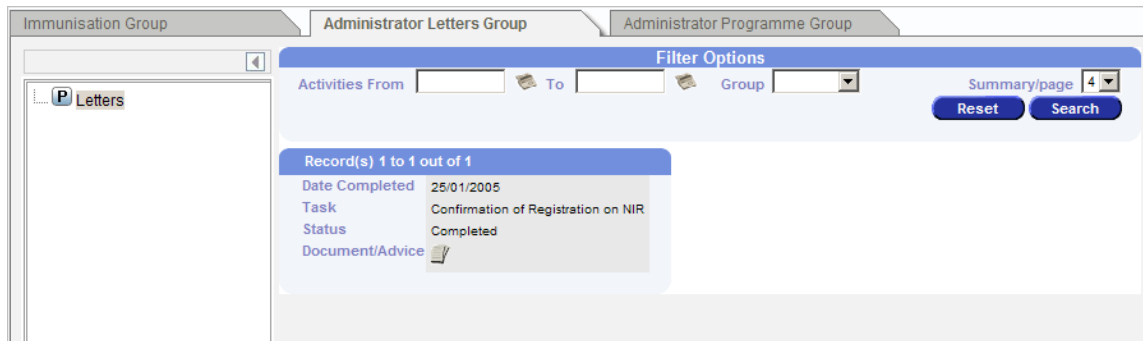 Immunisation Group Administrator Letters Group Administrator Programme Group
P Letters
Filter Options
Activities From To Group Summary/page 4
Reset Search
Record(s) 1 to 1 out of 1
Date Completed 25/01/2005
Task Confirmation of Registration on NIR
Status Completed
Document/Advice